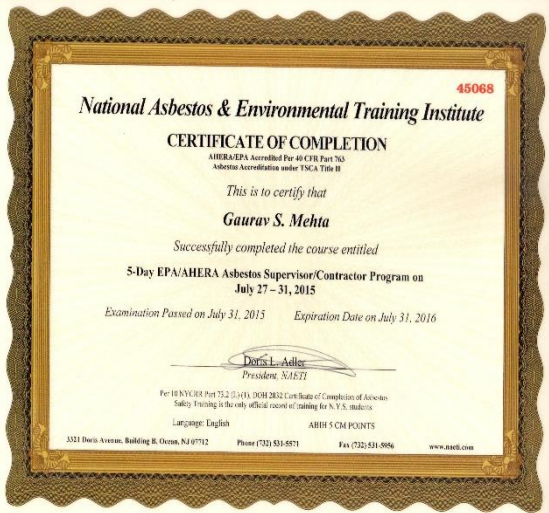 45068
National Asbestos & Environmental Training Institute
CERTIFICATE OF COMPLETION
AHERA/EPA Accredited Per 40 CFR Part 763
Asbestos Accreditation under TSCA Title II
This is to certify that
Gaurav S. Mehta
Successfully completed the course entitled
5-Day EPA/AHERA Asbestos Supervisor/Contractor Program on
July 27 – 31, 2015
Examination Passed on July 31, 2015 Expiration Date on July 31, 2016
Doris L. Adler
President, NAETI
Per 10 NYCRR Part 73.2 (1), DOH 2832 Certificate of Completion of Asbestos
Safety Training is the only official record of training for N.Y.S. students
Language: English ABIH 5 CM POINTS
3321 Doris Avenue, Building B, Ocean, NJ 07712 Phone (732) 531-5571 Fax (732) 531-5956 www.naeti.com